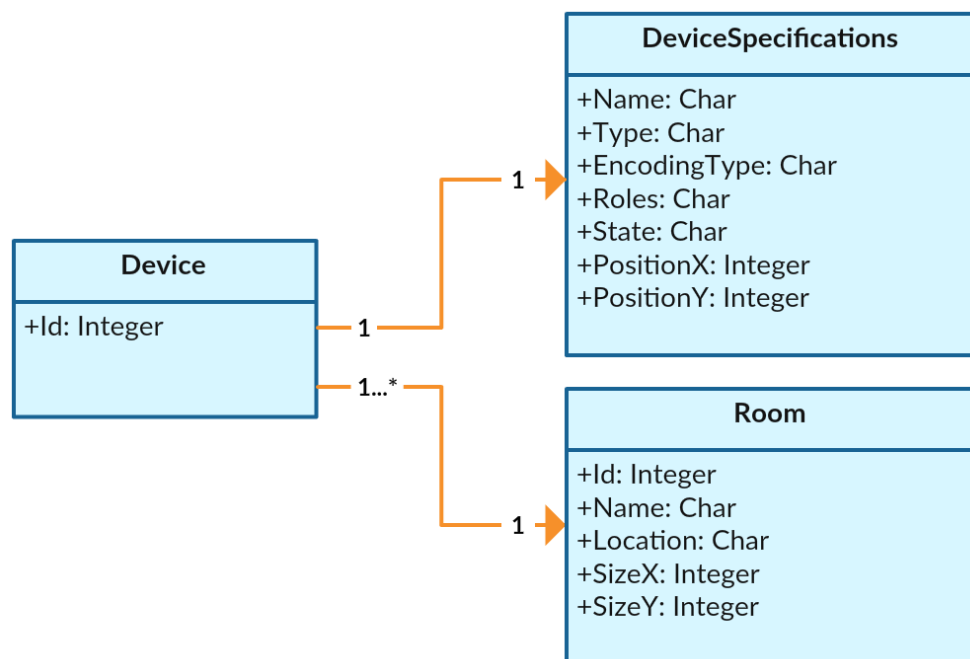 DeviceSpecifications
+Name: Char
+Type: Char
+EncodingType: Char
+Roles: Char
+State: Char
+PositionX: Integer
+PositionY: Integer
1
Device
+Id: Integer
1
1...*
Room
+Id: Integer
+Name: Char
+Location: Char
+SizeX: Integer
+SizeY: Integer
1